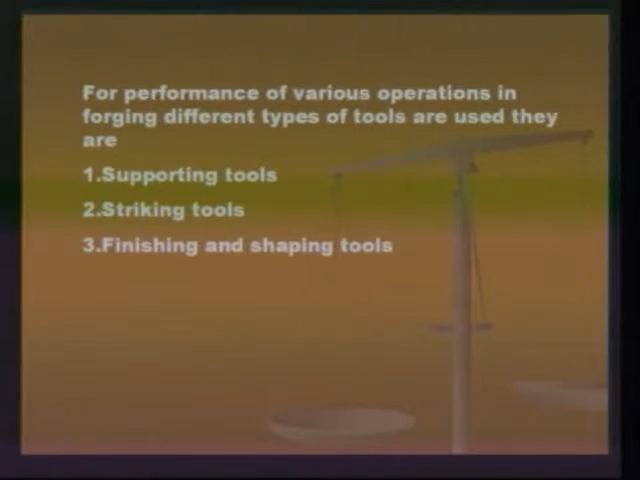 For performance of various operations in
forging different types of tools are used they
are
1.Supporting tools
2.Striking tools
3.Finishing and shaping tools